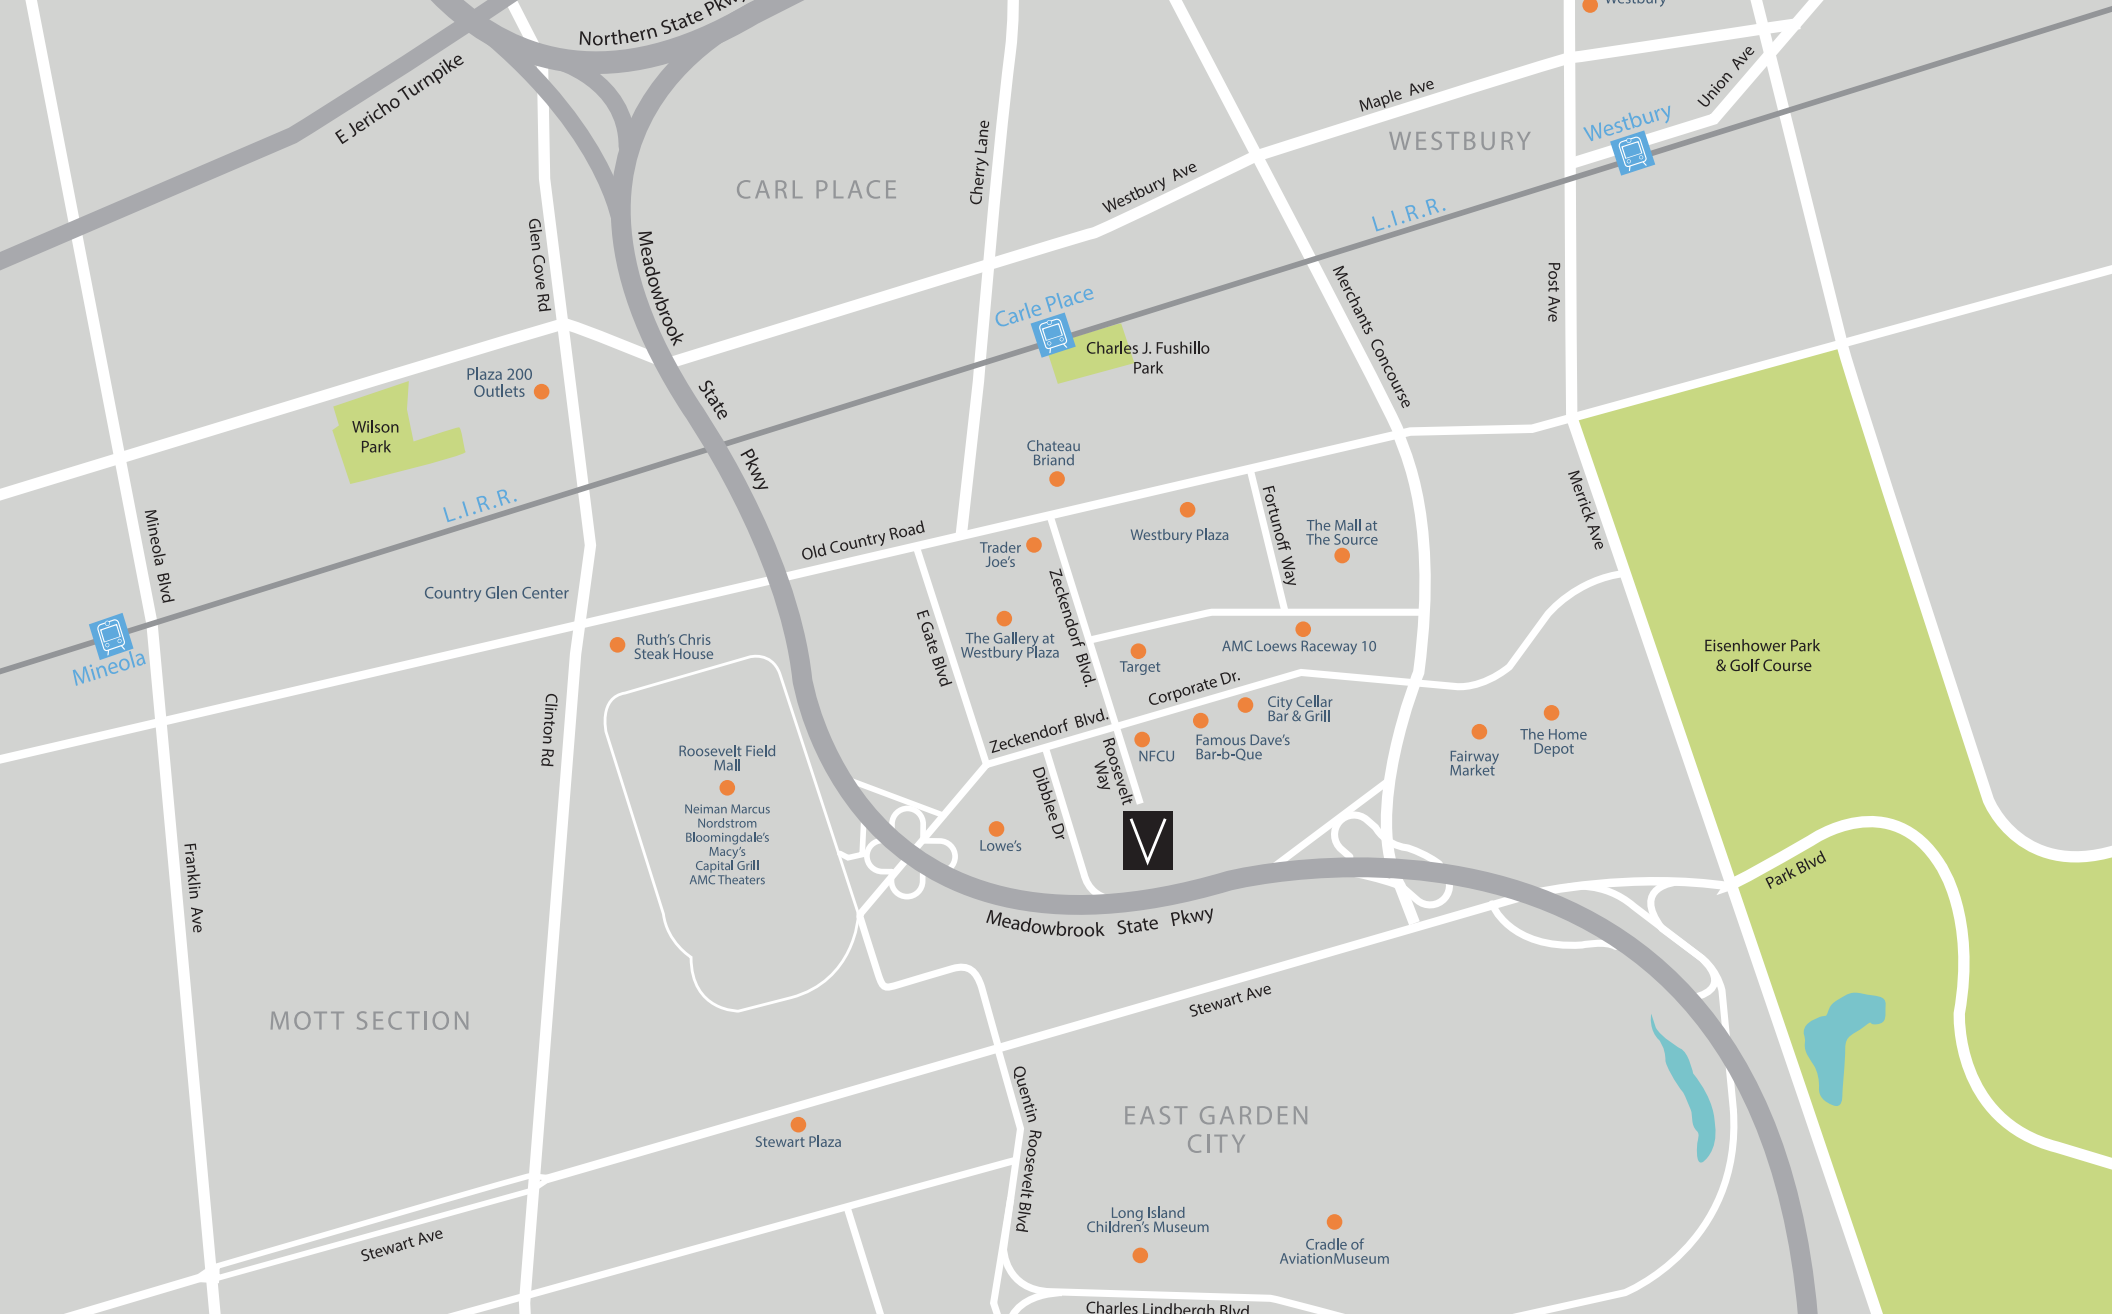 Westbury
Northern State Pkwy
E Jericho Turnpike
Maple Ave
Union Ave
WESTBURY
Westbury
Cherry Lane
CARL PLACE
Westbury Ave
L.I.R.R.
Glen Cove Rd
Meadowbrook
State
Pkwy
Carle Place
Charles J. Fushillo
Park
Merchants Concourse
Post Ave
Plaza 200
Outlets
Wilson
Park
L.I.R.R.
Mineola Blvd
Mineola
Chateau
Briand
Old Country Road
Trader
Joe's
Westbury Plaza
Fortunoff Way
The Mall at
The Source
Merrick Ave
Country Glen Center
Ruth's Chris
Steak House
E Gate Blvd
The Gallery at
Westbury Plaza
Zeckendorf Blvd.
Target
AMC Loews Raceway 10
Eisenhower Park
& Golf Course
Corporate Dr.
City Cellar
Bar & Grill
Zeckendorf Blvd.
NFCU
Famous Dave's
Bar-b-Que
Fairway
Market
The Home
Depot
Clinton Rd
Roosevelt Field
Mall
Neiman Marcus
Nordstrom
Bloomingdale's
Macy's
Capital Grill
AMC Theaters
Dibblee Dr
Roosevelt
Way
Lowe's
V
Franklin Ave
Park Blvd
Meadowbrook State Pkwy
Stewart Ave
MOTT SECTION
Quentin Roosevelt Blvd
EAST GARDEN
CITY
Stewart Plaza
Stewart Ave
Long Island
Children's Museum
Cradle of
AviationMuseum
Charles Lindbergh Blvd